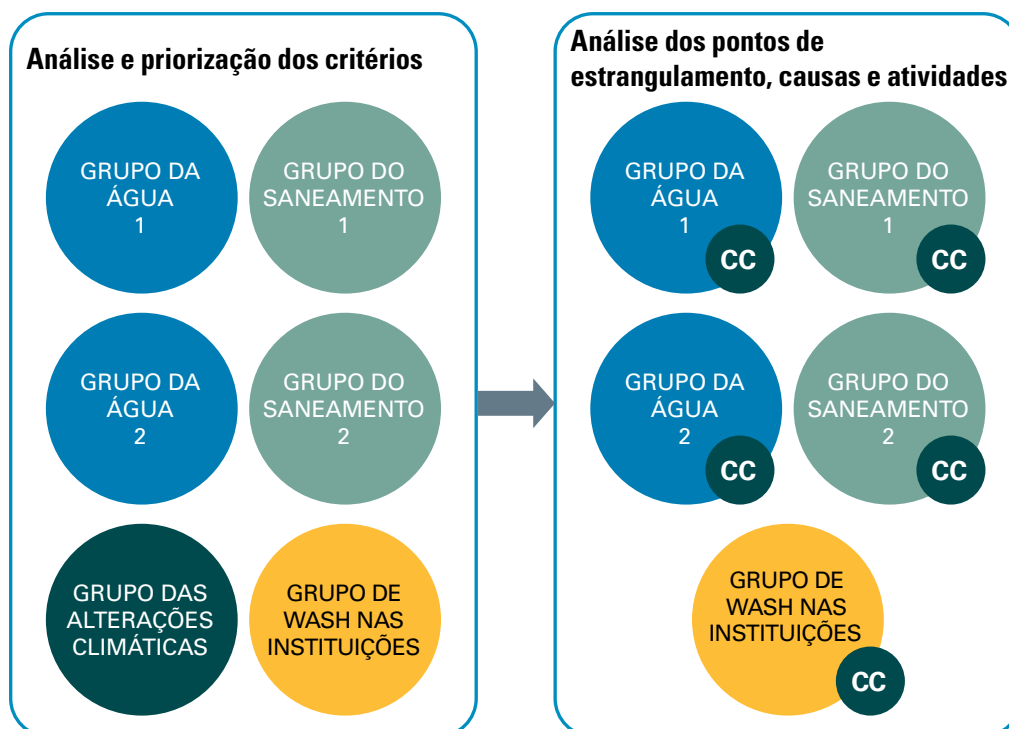 Análise e priorização dos critérios
GRUPO DA
ÁGUA
1
GRUPO DO
SANEAMENTO
1
GRUPO DA
ÁGUA
2
GRUPO DO
SANEAMENTO
2
GRUPO DAS
ALTERAÇÕES
CLIMÁTICAS
GRUPO DE
WASH NAS
INSTITUIÇÕES
Análise dos pontos de
estrangulamento, causas e atividades
GRUPO DA
ÁGUA
1
CC
GRUPO DO
SANEAMENTO
1
CC
GRUPO DA
ÁGUA
2
CC
GRUPO DO
SANEAMENTO
2
CC
GRUPO DE
WASH NAS
INSTITUIÇÕES
CC